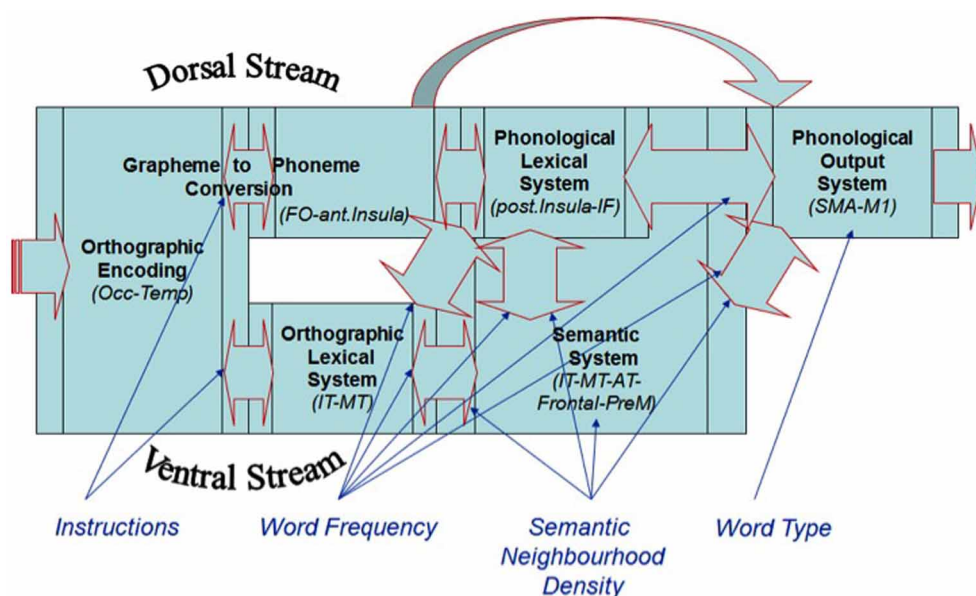 Dorsal Stream
Grapheme to Phoneme
Conversion
(FO-ant.Insula)
Phonological
Lexical
System
(post.Insula-IF)
Phonological
Output
System
(SMA-M1)
Orthographic
Encoding
(Occ-Temp)
Orthographic
Lexical
System
(IT-MT)
Semantic
System
(IT-MT-AT-
Frontal-PreM)
Ventral Stream
Instructions
Word Frequency
Semantic
Neighbourhood
Density
Word Type